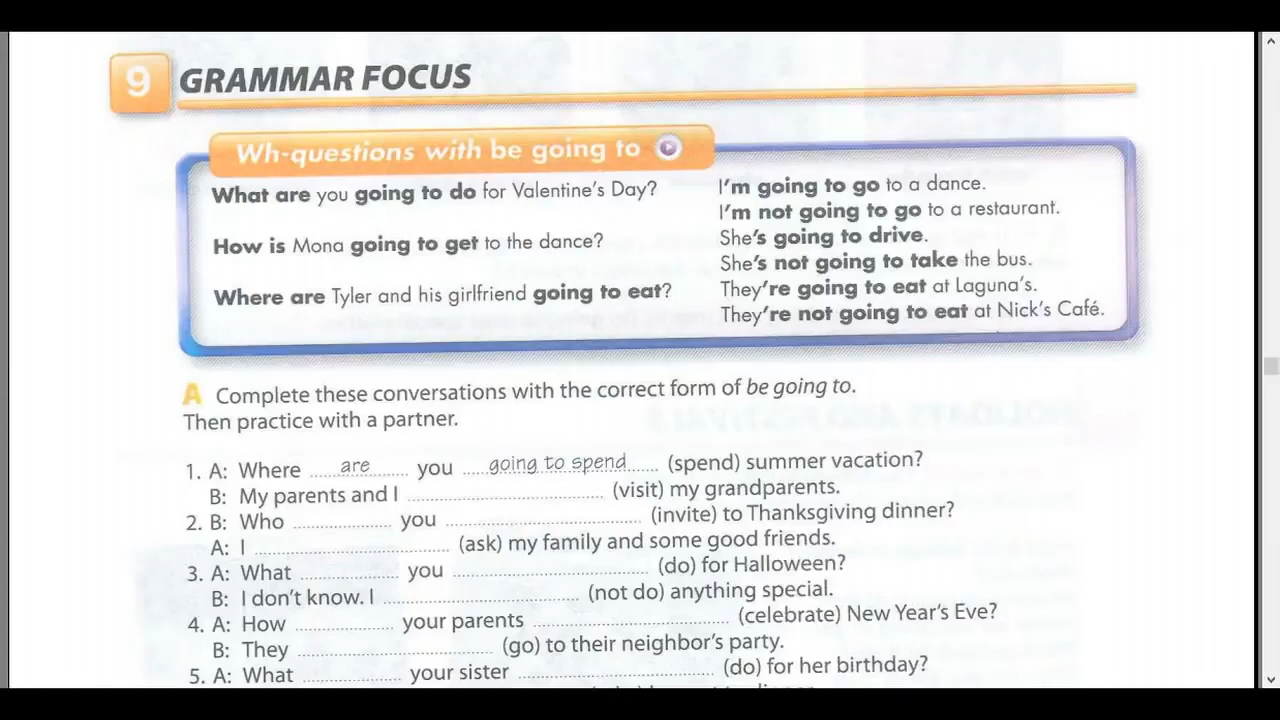 9 GRAMMAR FOCUS
Wh-questions with be going to
What are you going to do for Valentine's Day?
I'm going to go to a dance.
I'm not going to go to a restaurant.
How is Mona going to get to the dance?
She's going to drive.
She's not going to take the bus.
Where are Tyler and his girlfriend going to eat?
They're going to eat at Laguna's.
They're not going to eat at Nick's Café.
A Complete these conversations with the correct form of be going to.
Then practice with a partner.
1. A: Where are you going to spend (spend) summer vacation?
B: My parents and I (visit) my grandparents.
2. B: Who you (invite) to Thanksgiving dinner?
A: I (ask) my family and some good friends.
3. A: What you (do) for Halloween?
B: I don't know. I (not do) anything special.
4. A: How your parents (celebrate) New Year's Eve?
B: They (go) to their neighbor's party.
5. A: What your sister (do) for her birthday?